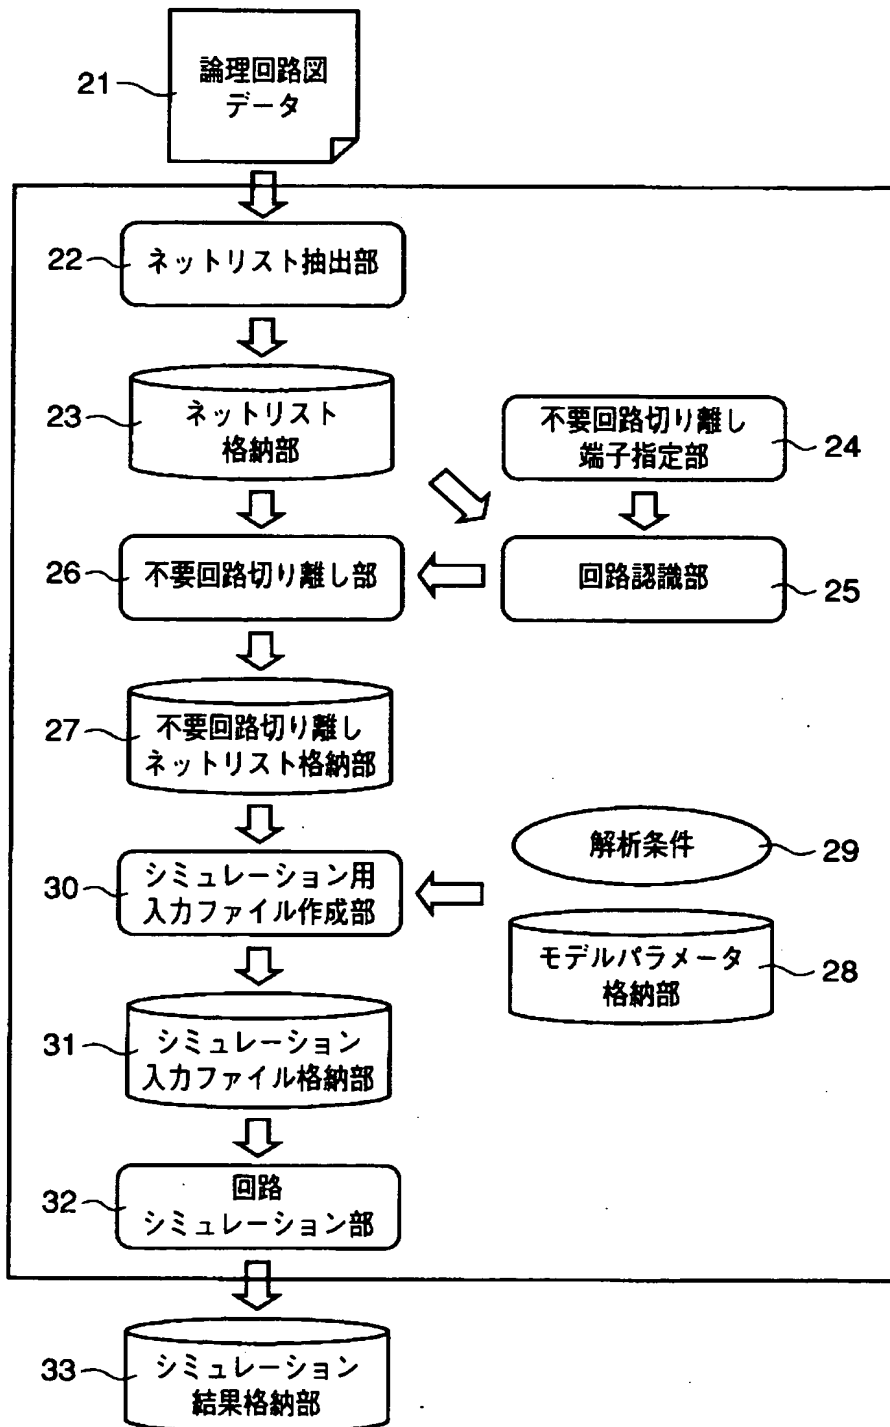 21
論理回路図
データ
22
ネットリスト抽出部
23
ネットリスト
格納部
不要回路切り離し
端子指定部
24
26
不要回路切り離し部
回路認識部
25
27
不要回路切り離し
ネットリスト格納部
解析条件
29
30
シミュレーション用
入力ファイル作成部
モデルパラメータ
格納部
28
31
シミュレーション
入力ファイル格納部
32
回路
シミュレーション部
33
シミュレーション
結果格納部